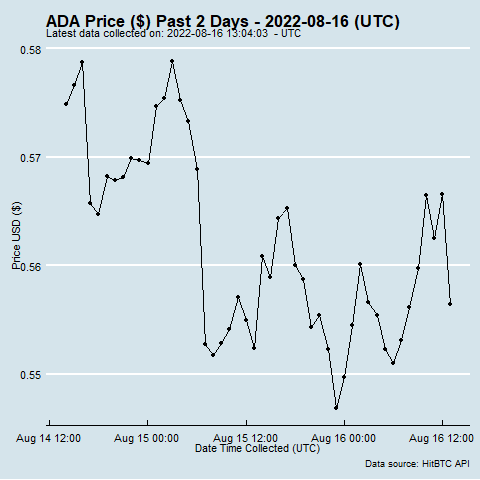 ADA Price ($) Past 2 Days - 2022-08-16 (UTC)
Latest data collected on: 2022-08-16 13:04:03 - UTC
0.58
0.57
0.56
0.55
Price USD ($)
Aug 14 12:00 Aug 15 00:00 Aug 15 12:00 Aug 16 00:00 Aug 16 12:00
Date Time Collected (UTC)
Data source: HitBTC API